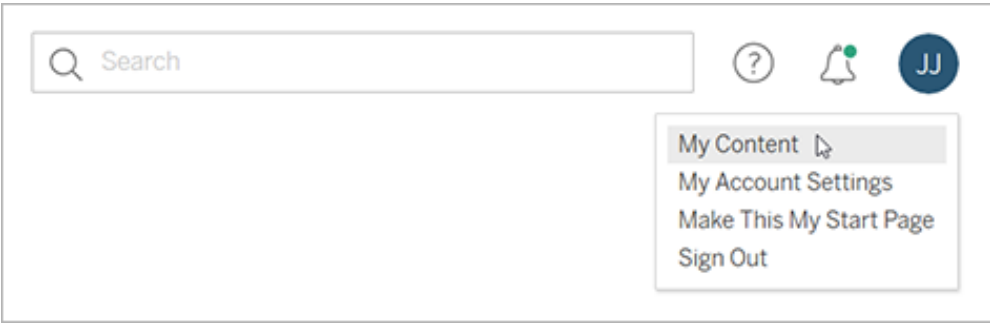 Search
?
JJ
My Content
My Account Settings
Make This My Start Page
Sign Out